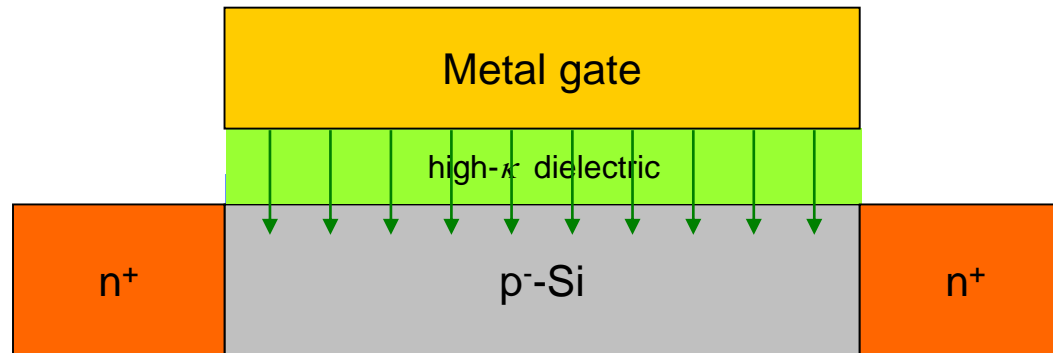 Metal gate
high-κ dielectric
n⁺
p⁻-Si
n⁺